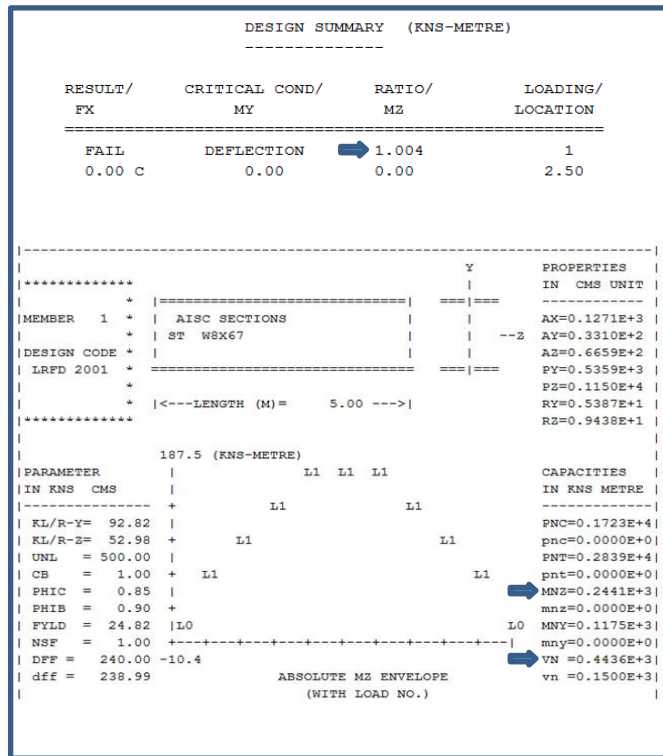 DESIGN SUMMARY (KNS-METRE)
--------------
RESULT/ CRITICAL COND/ RATIO/ LOADING/
FX MY MZ LOCATION
======================================================
FAIL DEFLECTION 1.004 1
0.00 C 0.00 0.00 2.50
|---------------------------------------------------------------------------|
| Y PROPERTIES |
|************* | IN CMS UNIT |
| * |=============================| ===|=== ------------ |
|MEMBER 1 * | AISC SECTIONS | | AX=0.1271E+3 |
| * | ST W8X67 | | --Z AY=0.3310E+2 |
|DESIGN CODE * | | | AZ=0.6659E+2 |
| LRFD 2001 * =============================== ===|=== PY=0.5359E+3 |
| * PZ=0.1150E+4 |
| * |<---LENGTH (M)= 5.00 --->| RY=0.5387E+1 |
|************* RZ=0.9438E+1 |
| |
| 187.5 (KNS-METRE) |
|PARAMETER | L1 L1 L1 CAPACITIES |
|IN KNS CMS | IN KNS METRE |
|--------------- + L1 L1 -------------|
| KL/R-Y= 92.82 | PNC=0.1723E+4|
| KL/R-Z= 52.98 + L1 L1 pnc=0.0000E+0|
| UNL = 500.00 | PNT=0.2839E+4|
| CB = 1.00 + L1 L1 pnt=0.0000E+0|
| PHIC = 0.85 | MNZ=0.2441E+3|
| PHIB = 0.90 + mnz=0.0000E+0|
| FYLD = 24.82 |L0 L0 MNY=0.1175E+3|
| NSF = 1.00 +---+---+---+---+---+---+---+---+---+---| mny=0.0000E+0|
| DFF = 240.00 -10.4 VN =0.4436E+3|
| dff = 238.99 ABSOLUTE MZ ENVELOPE vn =0.1500E+3|
| (WITH LOAD NO.) |